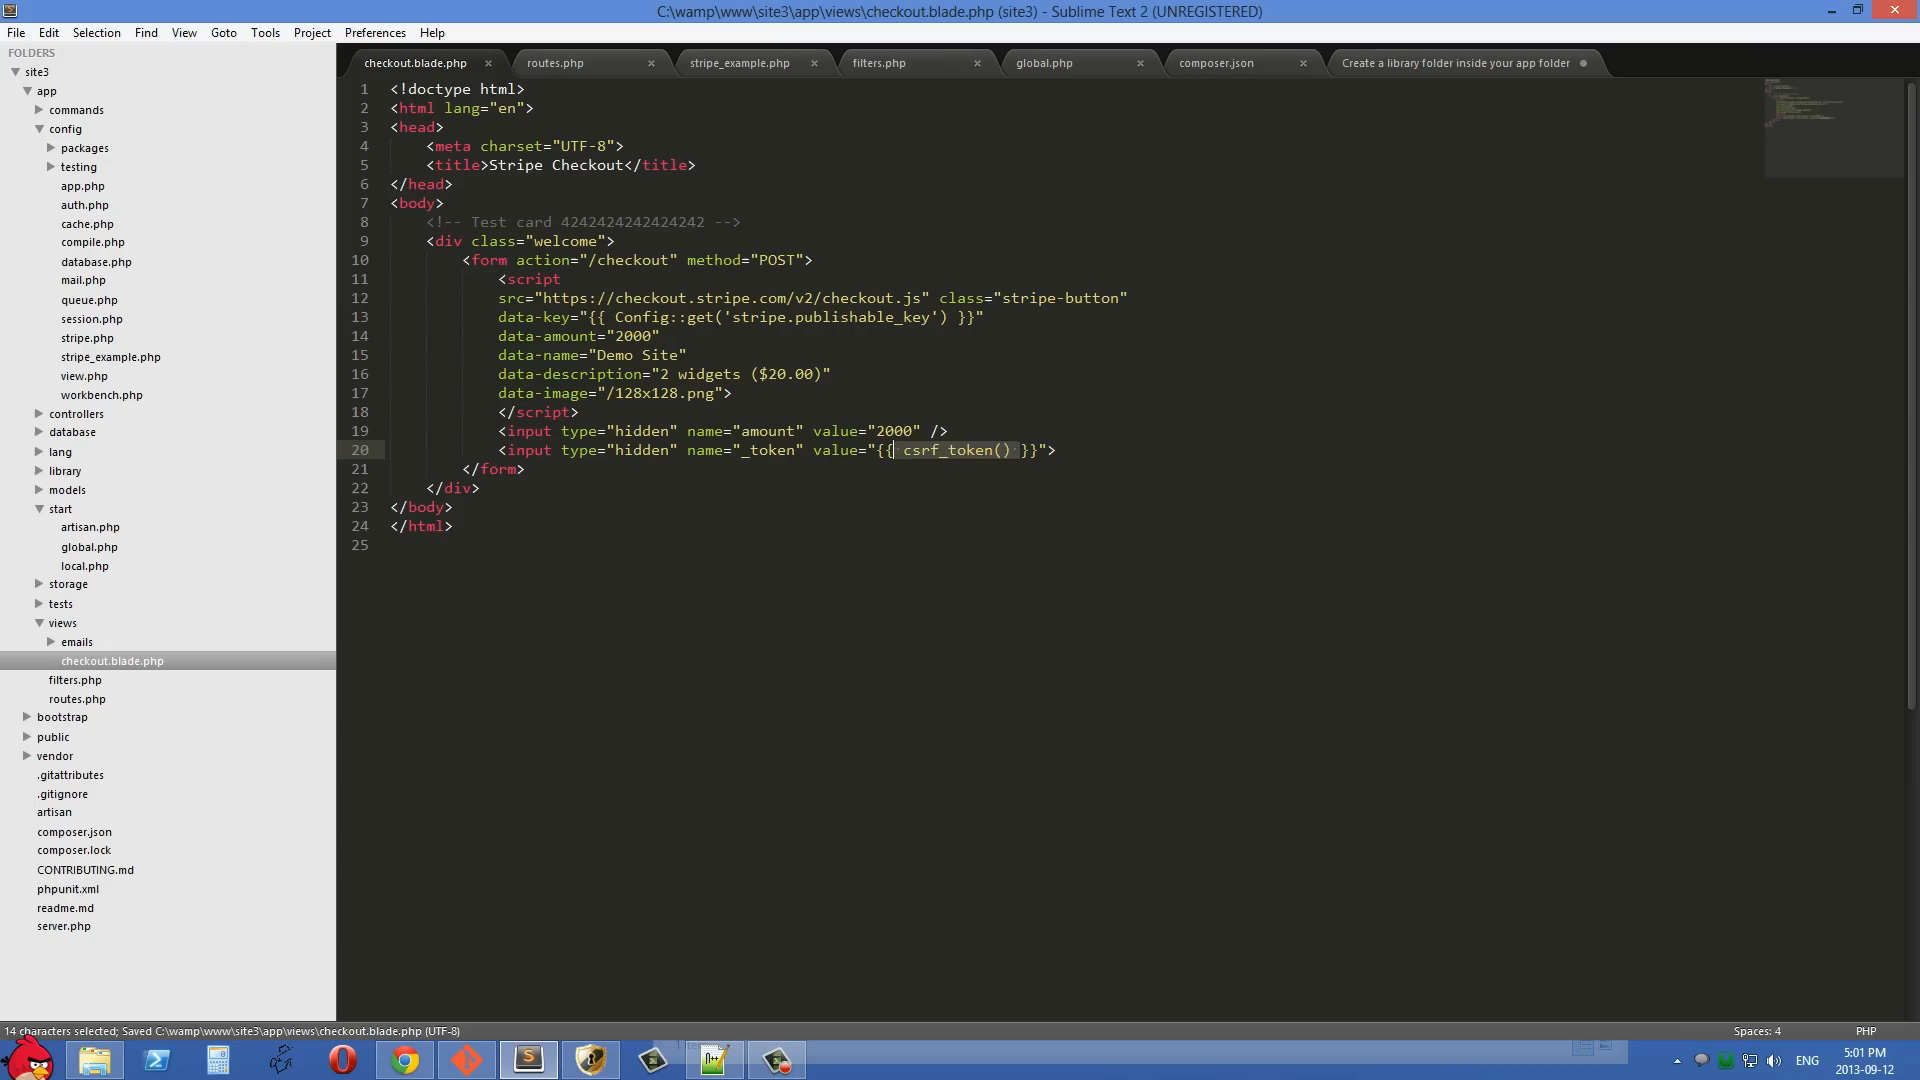 C:\wamp\www\site3\app\views\checkout.blade.php (site3) - Sublime Text 2 (UNREGISTERED)
File Edit Selection Find View Goto Tools Project Preferences Help
FOLDERS
site3
app
commands
config
packages
testing
app.php
auth.php
cache.php
compile.php
database.php
mail.php
queue.php
session.php
stripe.php
stripe_example.php
view.php
workbench.php
controllers
database
lang
library
models
start
artisan.php
global.php
local.php
storage
tests
views
emails
checkout.blade.php
filters.php
routes.php
bootstrap
public
vendor
.gitattributes
.gitignore
artisan
composer.json
composer.lock
CONTRIBUTING.md
phpunit.xml
readme.md
server.php
checkout.blade.php routes.php stripe_example.php filters.php global.php composer.json Create a library folder inside your app folder
1 <!doctype html>
2 <html lang="en">
3 <head>
4 <meta charset="UTF-8">
5 <title>Stripe Checkout</title>
6 </head>
7 <body>
8 <!-- Test card 4242424242424242 -->
9 <div class="welcome">
10 <form action="/checkout" method="POST">
11 <script
12 src="https://checkout.stripe.com/v2/checkout.js" class="stripe-button"
13 data-key="{{ Config::get('stripe.publishable_key') }}"
14 data-amount="2000"
15 data-name="Demo Site"
16 data-description="2 widgets ($20.00)"
17 data-image="/128x128.png">
18 </script>
19 <input type="hidden" name="amount" value="2000" />
20 <input type="hidden" name="_token" value="{{ csrf_token() }}">
21 </form>
22 </div>
23 </body>
24 </html>
25
14 characters selected; Saved C:\wamp\www\site3\app\views\checkout.blade.php (UTF-8)
Spaces: 4 PHP
ENG
5:01 PM
2013-09-12